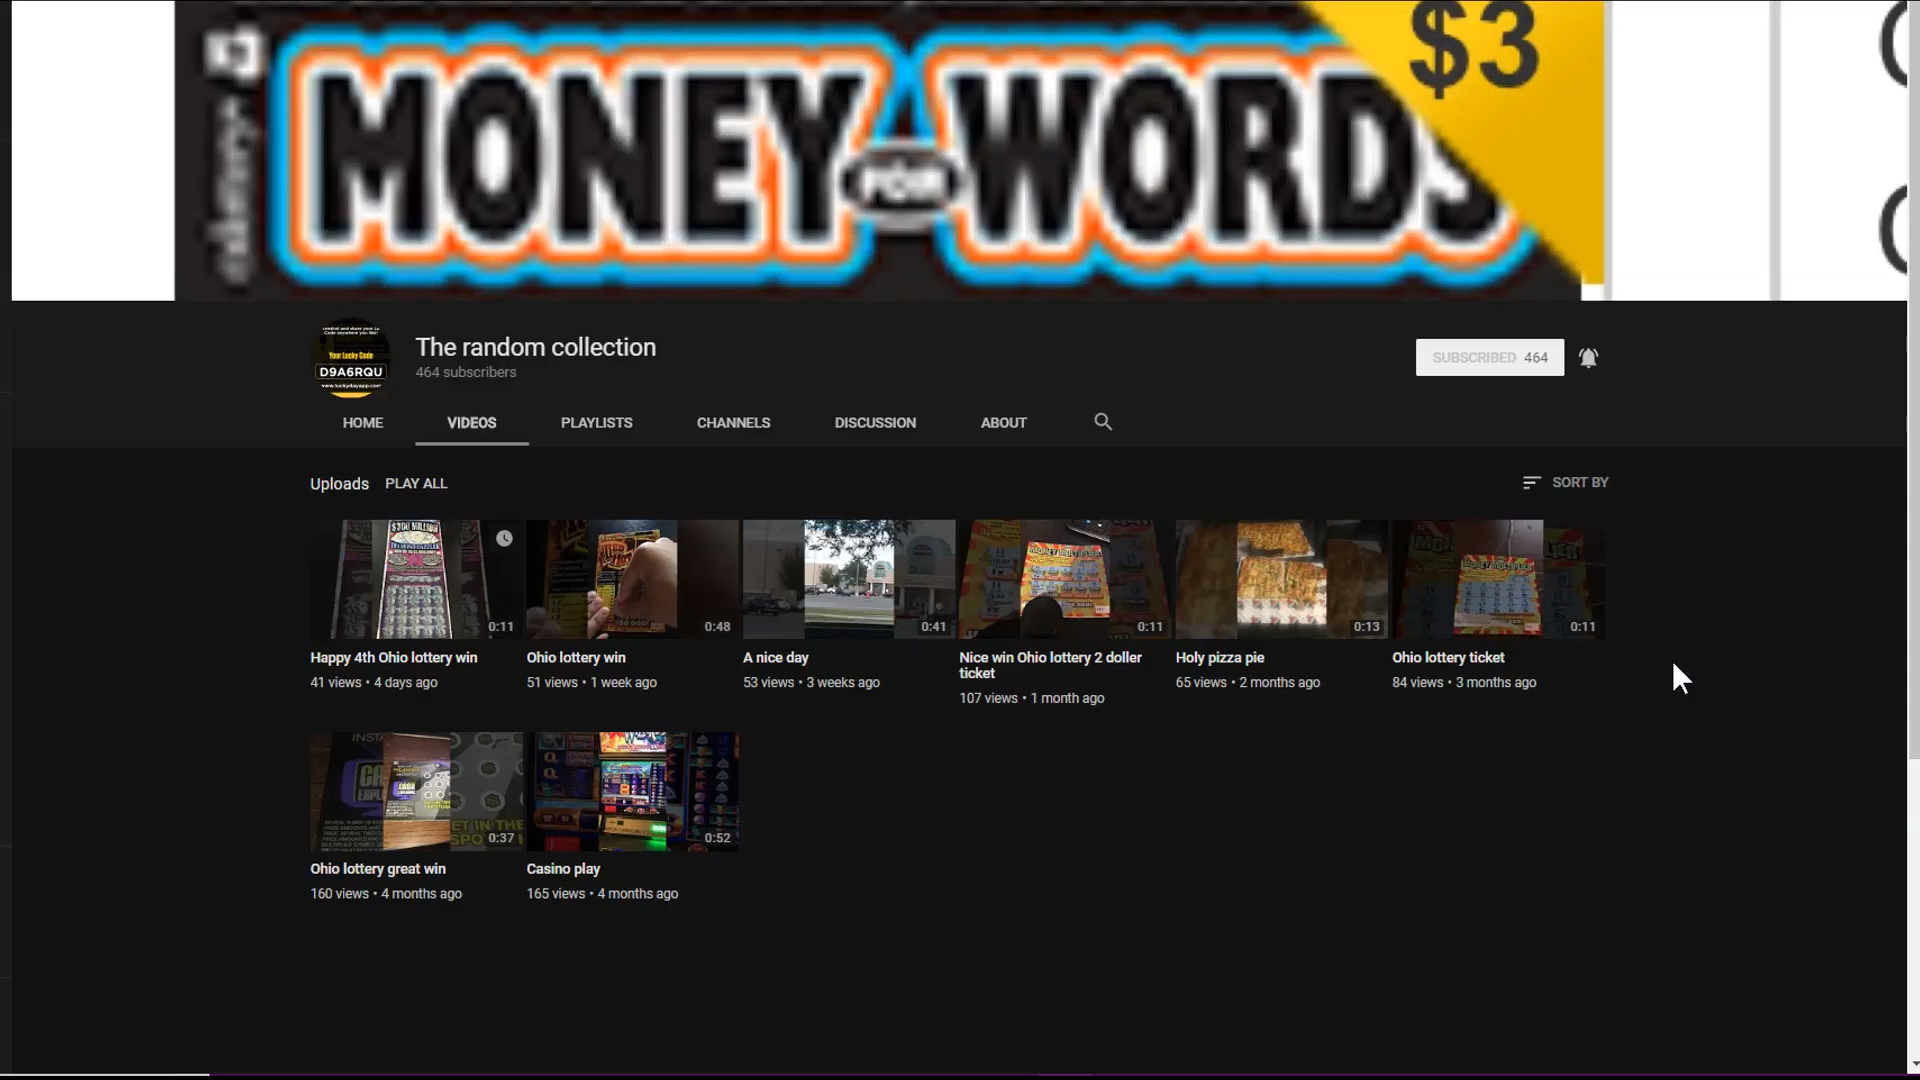 $3
MONEY FOR WORDS
Your Lucky Code
D9A6RQU
www.luckydayapp.com
The random collection
464 subscribers
SUBSCRIBED 464
HOME
VIDEOS
PLAYLISTS
CHANNELS
DISCUSSION
ABOUT
Uploads
PLAY ALL
SORT BY
0:11
0:48
0:41
0:11
0:13
0:11
Happy 4th Ohio lottery win
41 views • 4 days ago
Ohio lottery win
51 views • 1 week ago
A nice day
53 views • 3 weeks ago
Nice win Ohio lottery 2 doller
ticket
107 views • 1 month ago
Holy pizza pie
65 views • 2 months ago
Ohio lottery ticket
84 views • 3 months ago
0:37
0:52
Ohio lottery great win
160 views • 4 months ago
Casino play
165 views • 4 months ago